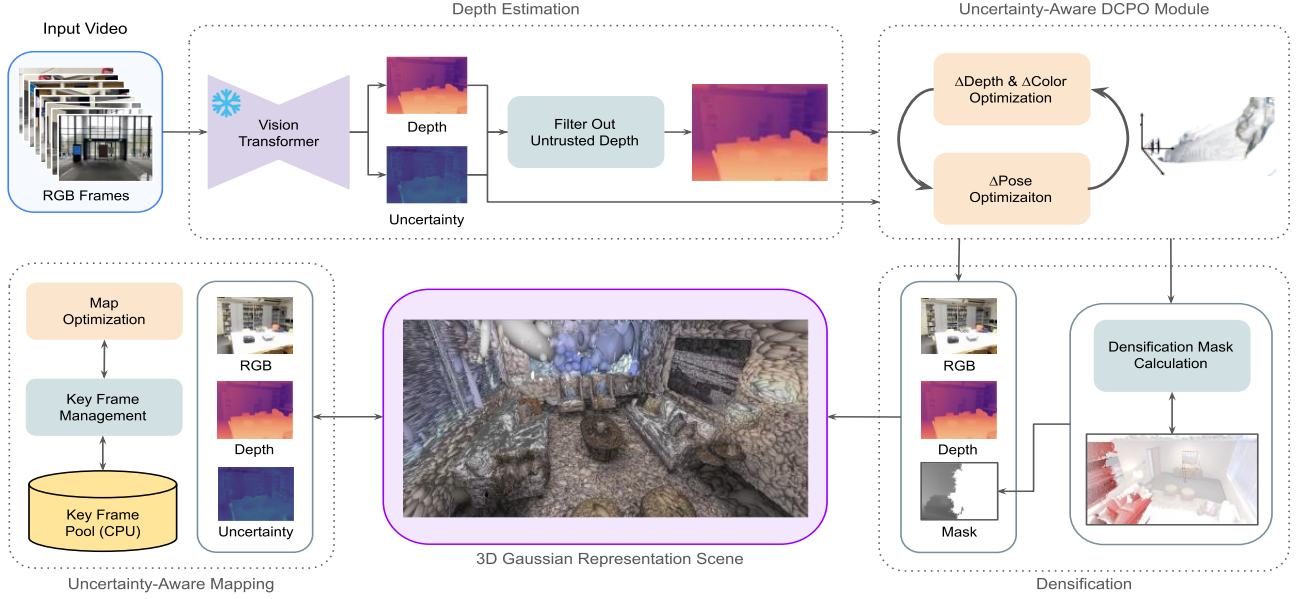 Depth Estimation
Uncertainty-Aware DCPO Module
Input Video
RGB Frames
Vision
Transformer
Depth
Uncertainty
Filter Out
Untrusted Depth
ΔDepth & ΔColor
Optimization
ΔPose
Optimizaiton
Map
Optimization
Key Frame
Management
Key Frame
Pool (CPU)
RGB
Depth
Uncertainty
Uncertainty-Aware Mapping
3D Gaussian Representation Scene
RGB
Depth
Mask
Densification Mask
Calculation
Densification